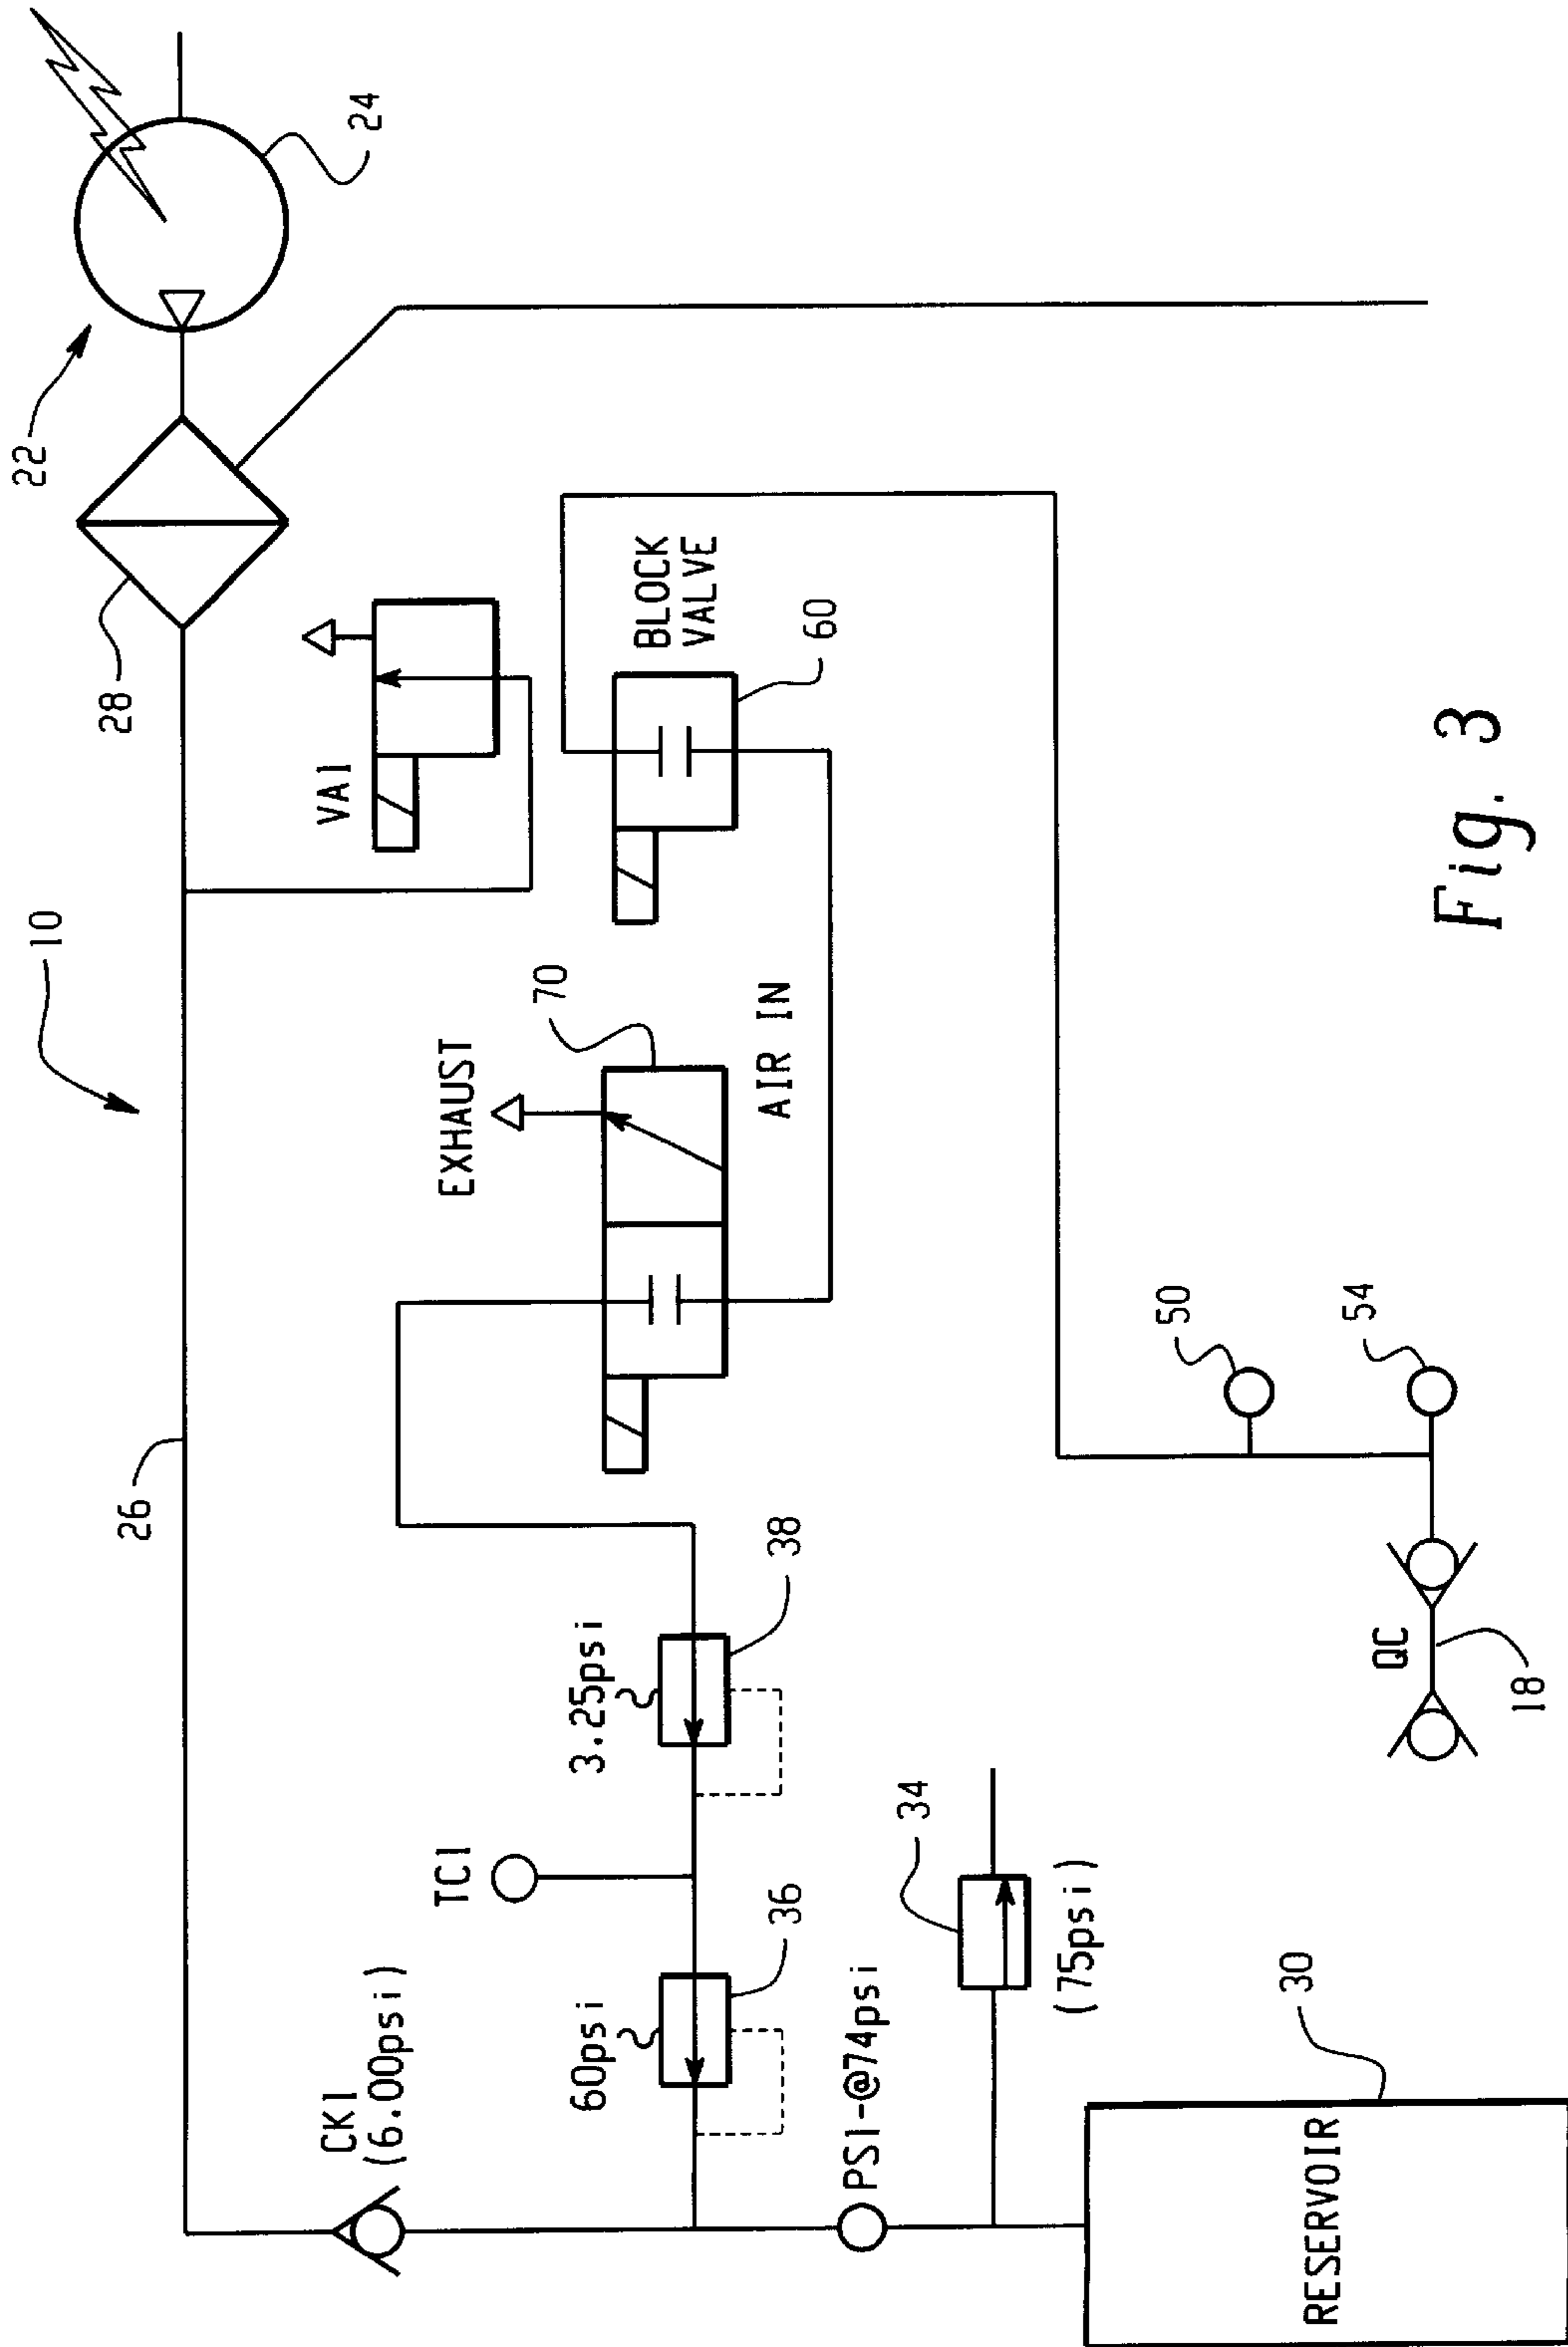 10
22
24
26
28
CK1
(6.00psi)
VA1
TC1
EXHAUST
70
BLOCK
VALVE
60
60psi
36
3.25psi
38
AIR IN
PS1-@74psi
34
(75psi)
50
54
30
RESERVOIR
QC
18
Fig. 3